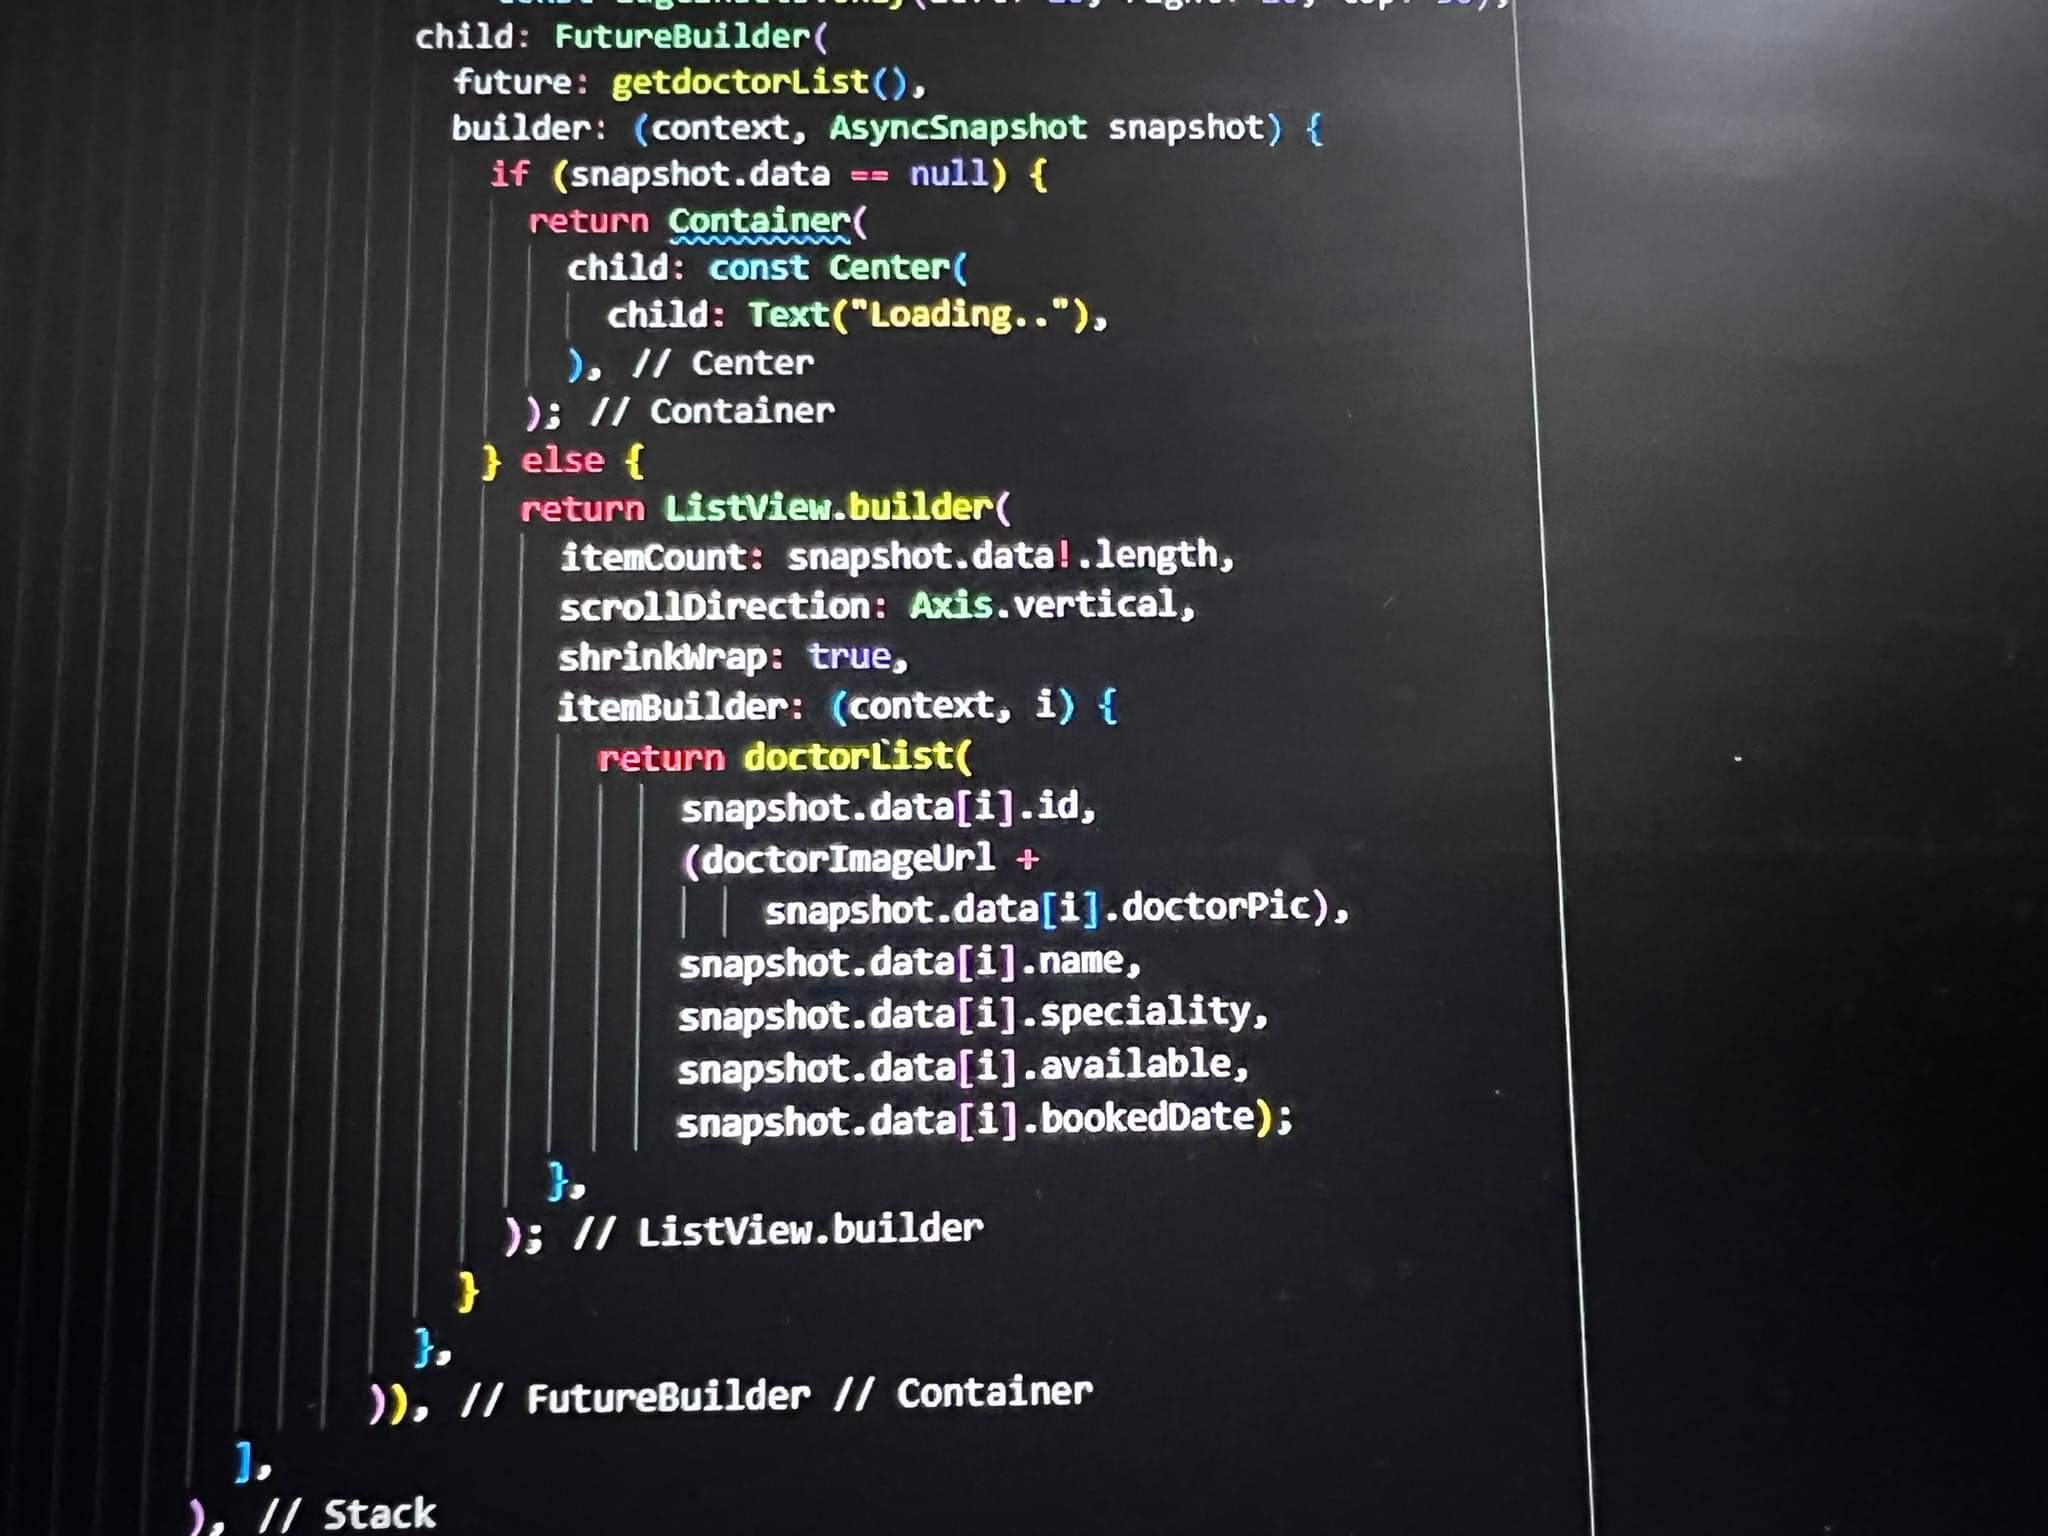 child: FutureBuilder(
future: getdoctorList(),
builder: (context, AsyncSnapshot snapshot) {
if (snapshot.data == null) {
return Container(
child: const Center(
child: Text("Loading.."),
), // Center
); // Container
} else {
return ListView.builder(
itemCount: snapshot.data!.length,
scrollDirection: Axis.vertical,
shrinkWrap: true,
itemBuilder: (context, i) {
return doctorList(
snapshot.data[i].id,
(doctorImageUrl +
snapshot.data[i].doctorPic),
snapshot.data[i].name,
snapshot.data[i].speciality,
snapshot.data[i].available,
snapshot.data[i].bookedDate);
},
); // ListView.builder
}
},
)), // FutureBuilder // Container
],
), // Stack